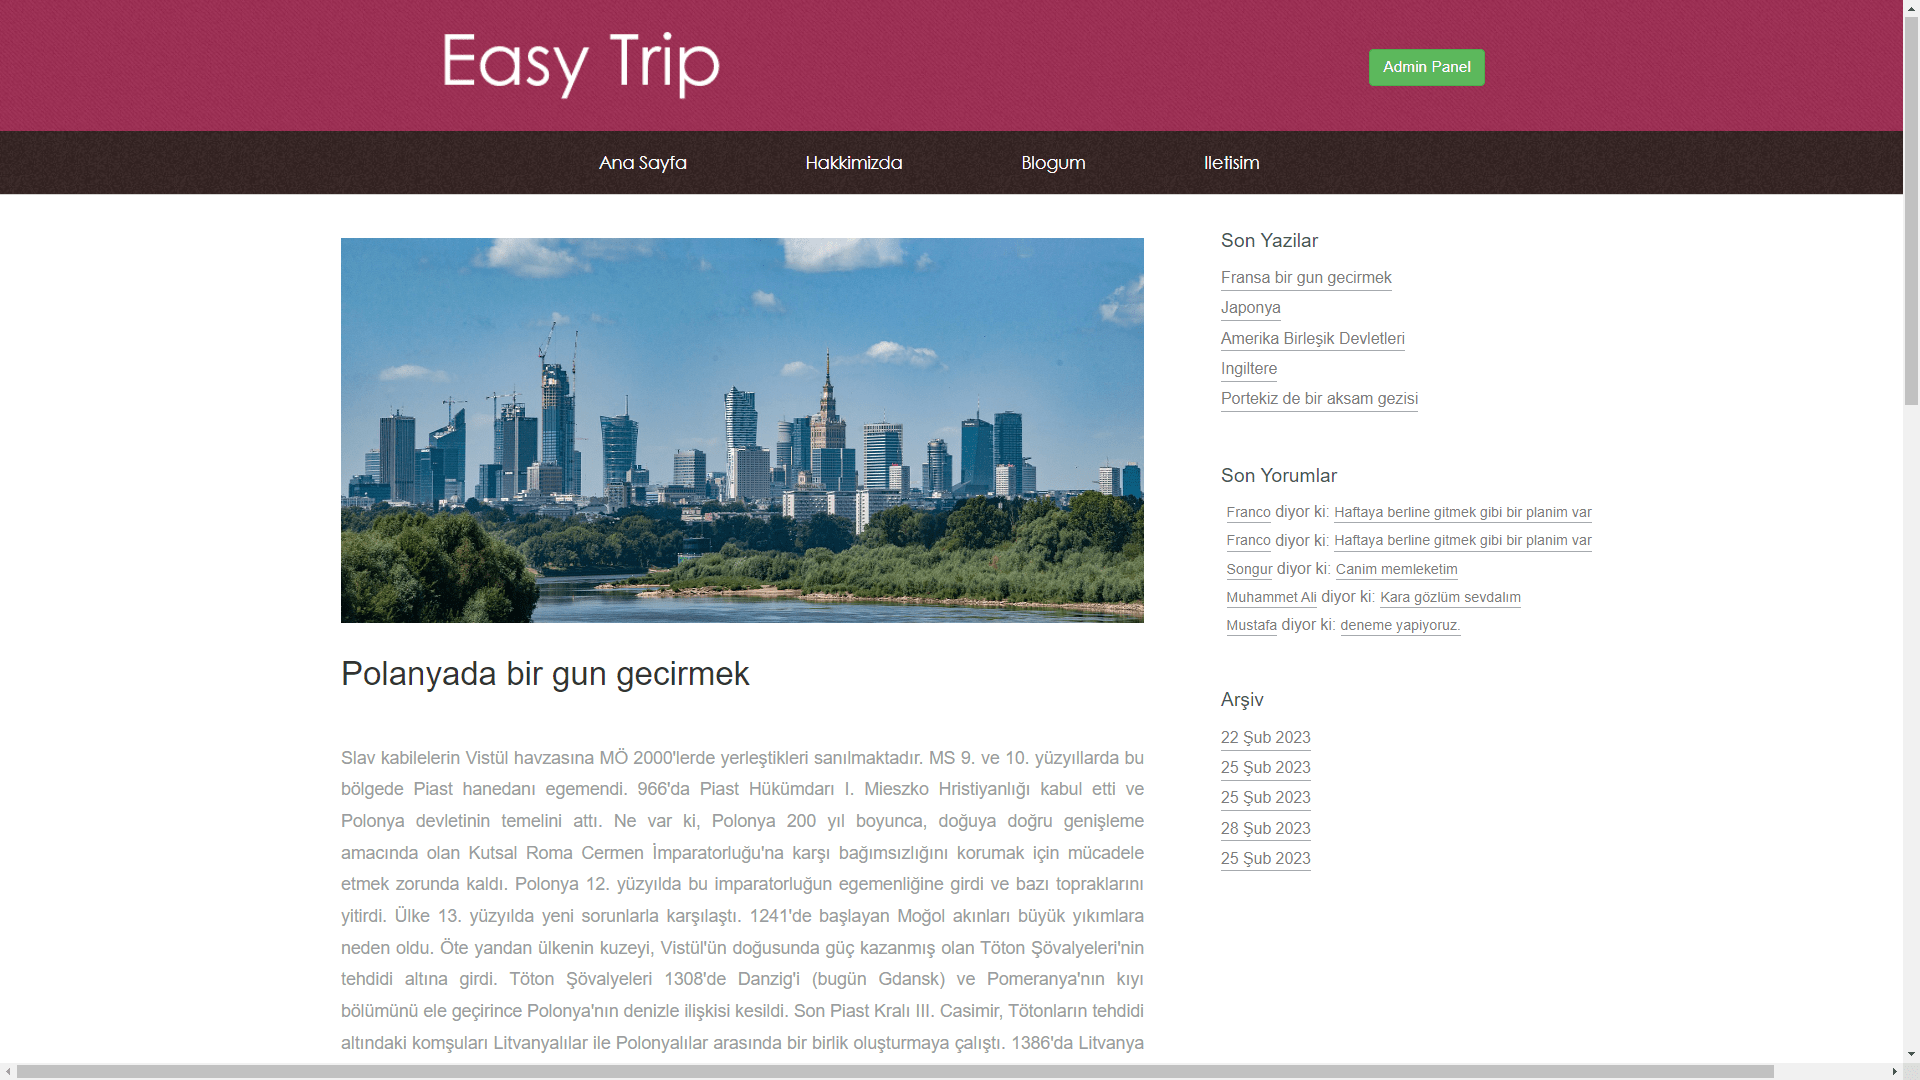 Easy Trip
Admin Panel
Ana Sayfa
Hakkimizda
Blogum
Iletisim
Polanyada bir gun gecirmek
Slav kabilelerin Vistül havzasına MÖ 2000'lerde yerleştikleri sanılmaktadır. MS 9. ve 10. yüzyıllarda bu
bölgede Piast hanedanı egemendi. 966'da Piast Hükümdarı I. Mieszko Hristiyanlığı kabul etti ve
Polonya devletinin temelini attı. Ne var ki, Polonya 200 yıl boyunca, doğuya doğru genişleme
amacında olan Kutsal Roma Cermen İmparatorluğu'na karşı bağımsızlığını korumak için mücadele
etmek zorunda kaldı. Polonya 12. yüzyılda bu imparatorluğun egemenliğine girdi ve bazı topraklarını
yitirdi. Ülke 13. yüzyılda yeni sorunlarla karşılaştı. 1241'de başlayan Moğol akınları büyük yıkımlara
neden oldu. Öte yandan ülkenin kuzeyi, Vistül'ün doğusunda güç kazanmış olan Töton Şövalyeleri'nin
tehdidi altına girdi. Töton Şövalyeleri 1308'de Danzig'i (bugün Gdansk) ve Pomeranya'nın kıyı
bölümünü ele geçirince Polonya'nın denizle ilişkisi kesildi. Son Piast Kralı III. Casimir, Tötonların tehdidi
altındaki komşuları Litvanyalılar ile Polonyalılar arasında bir birlik oluşturmaya çalıştı. 1386'da Litvanya
Son Yazilar
Fransa bir gun gecirmek
Japonya
Amerika Birleşik Devletleri
Ingiltere
Portekiz de bir aksam gezisi
Son Yorumlar
Franco diyor ki: Haftaya berline gitmek gibi bir planim var
Franco diyor ki: Haftaya berline gitmek gibi bir planim var
Songur diyor ki: Canim memleketim
Muhammet Ali diyor ki: Kara gözlüm sevdalım
Mustafa diyor ki: deneme yapiyoruz.
Arşiv
22 Şub 2023
25 Şub 2023
25 Şub 2023
28 Şub 2023
25 Şub 2023